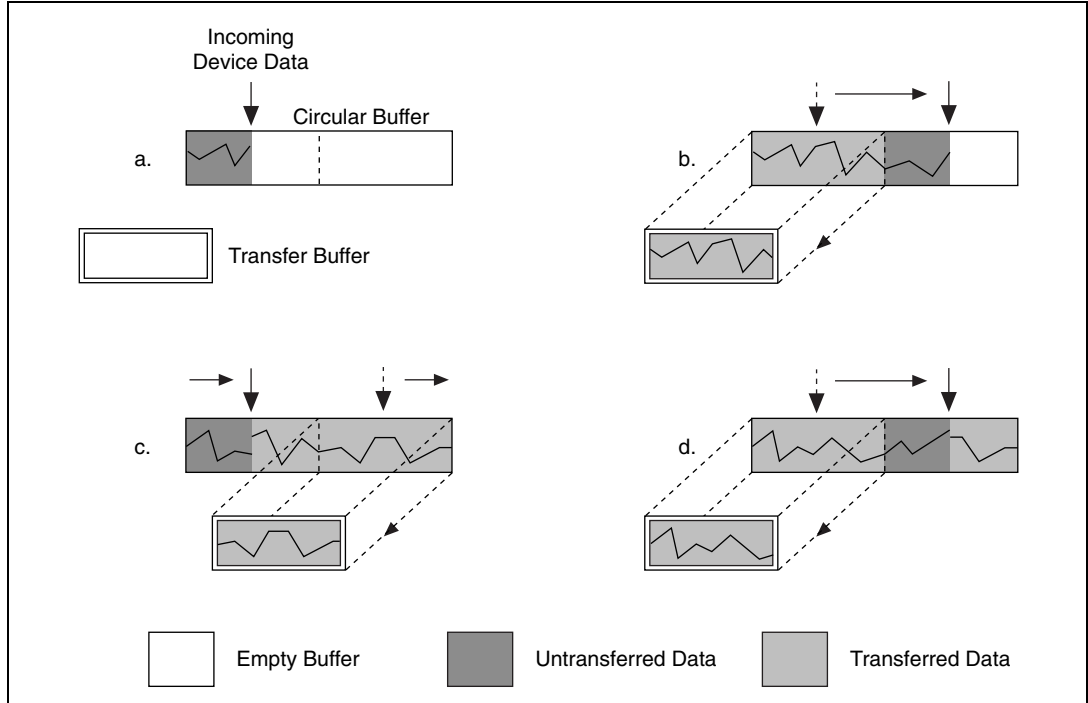 Incoming
Device Data
Circular Buffer
a.
b.
Transfer Buffer
c.
d.
Empty Buffer
Untransferred Data
Transferred Data